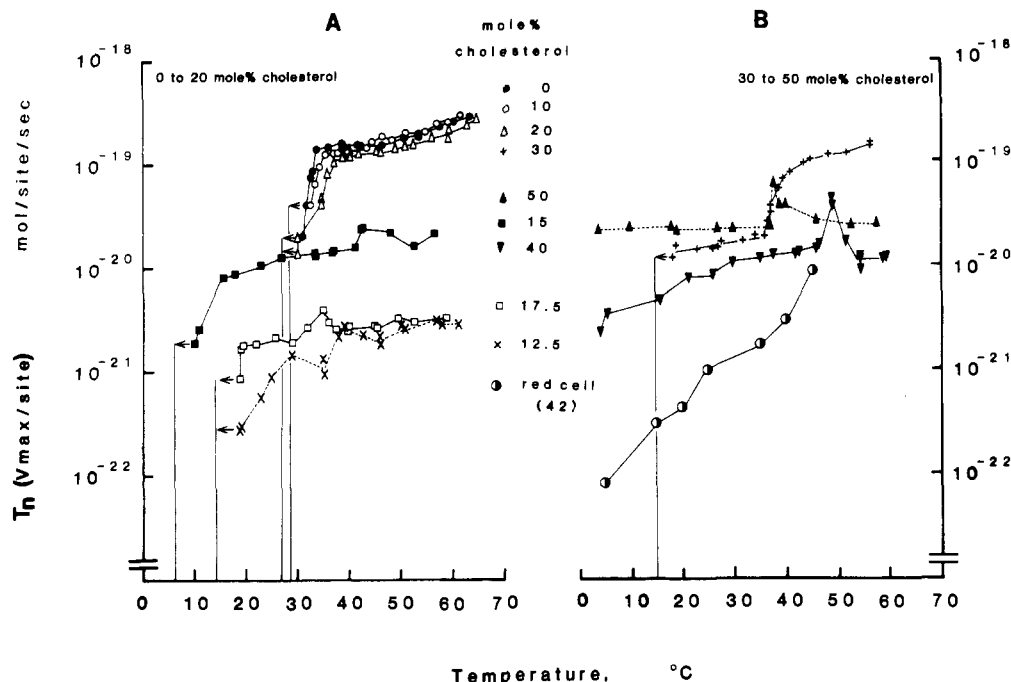 A
mole%
cholesterol
B
10-18
0 to 20 mole% cholesterol
30 to 50 mole% cholesterol
10-18
0
10
20
30
50
15
40
17.5
12.5
red cell
(42)
10-19
10-20
10-21
10-22
10-19
10-20
10-21
10-22
Tn (Vmax/site) mol/site/sec
0 10 20 30 40 50 60 70
0 10 20 30 40 50 60 70
Temperature, °C